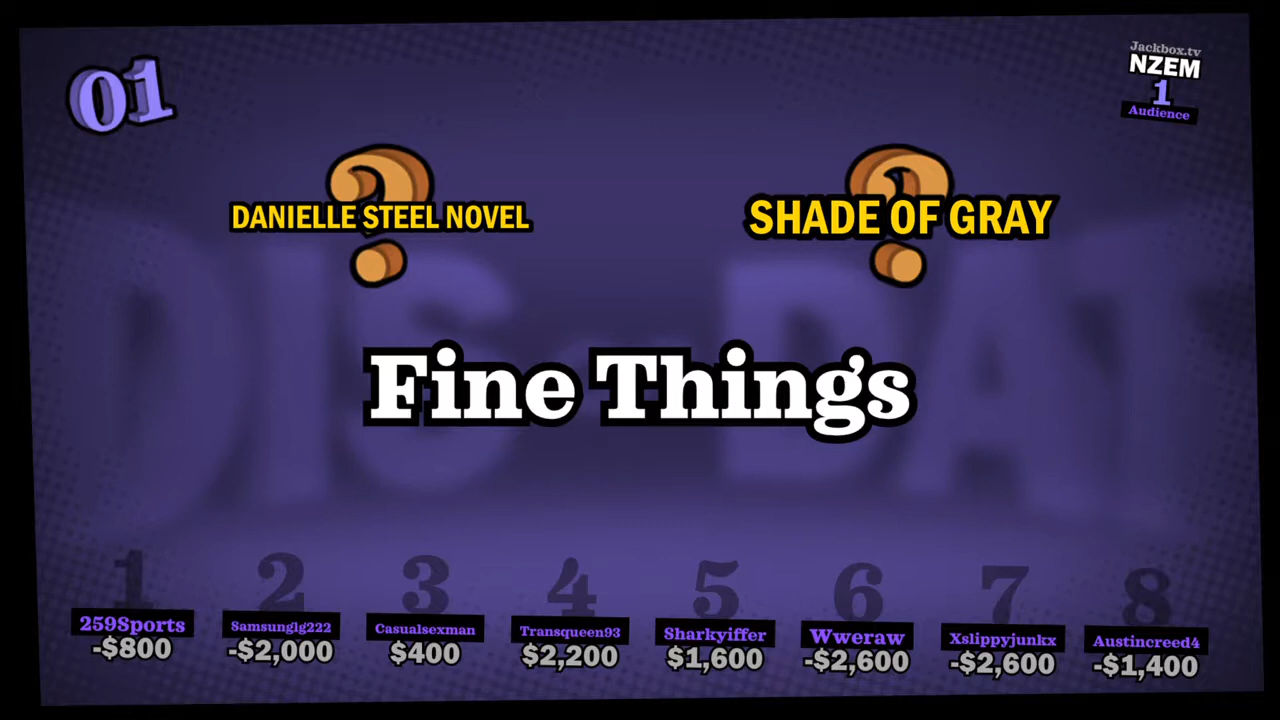 01
Jackbox.tv
NZEM
1
Audience
DANIELLE STEEL NOVEL
SHADE OF GRAY
Fine Things
DIS DAT
1 2 3 4 5 6 7 8
259Sports Samsunglg222 Casualsexman Transqueen93 Sharkyiffer Wweraw Xslippyjunkx Austincreed4
-$800 -$2,000 $400 $2,200 $1,600 -$2,600 -$2,600 -$1,400